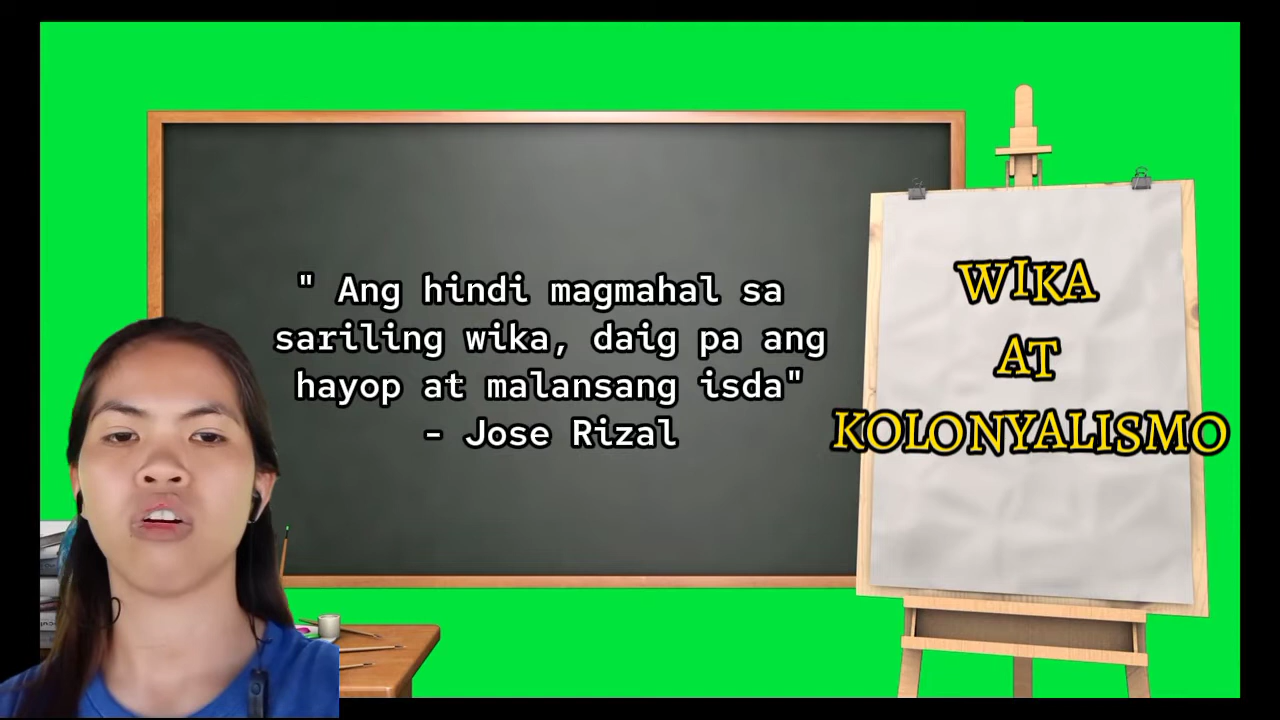 " Ang hindi magmahal sa
sariling wika, daig pa ang
hayop at malansang isda"
- Jose Rizal
WIKA
AT
KOLONYALISMO